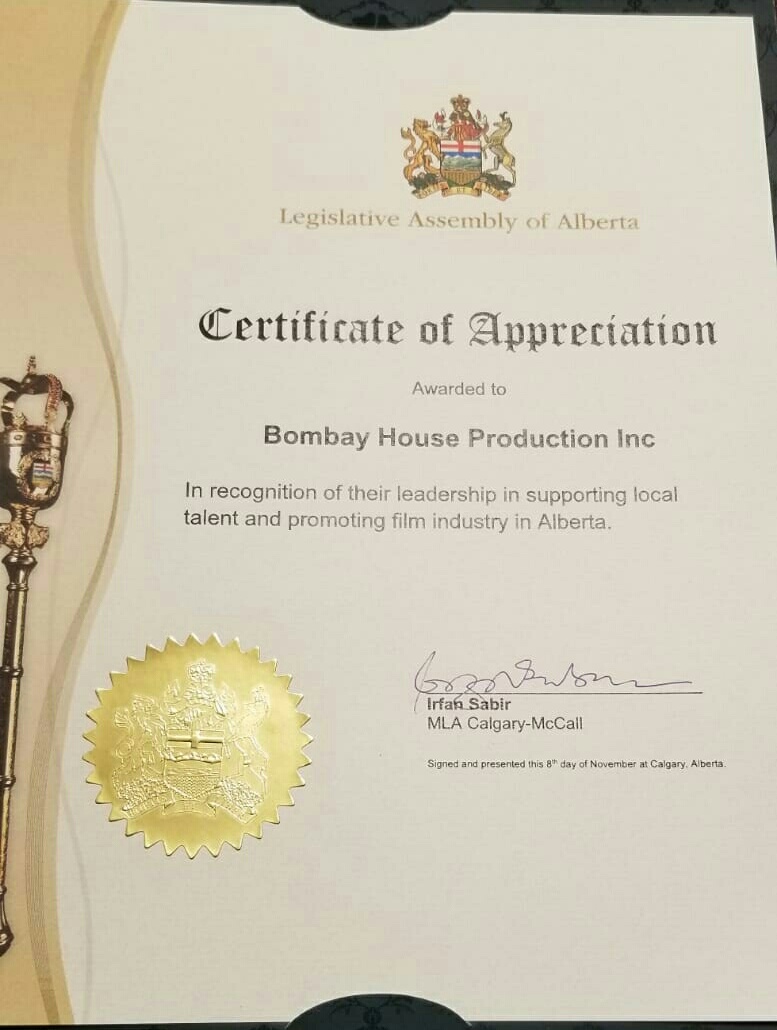 Legislative Assembly of Alberta
Certificate of Appreciation
Awarded to
Bombay House Production Inc
In recognition of their leadership in supporting local
talent and promoting film industry in Alberta.
Irfan Sabir
MLA Calgary-McCall
Signed and presented this 8th day of November at Calgary, Alberta.